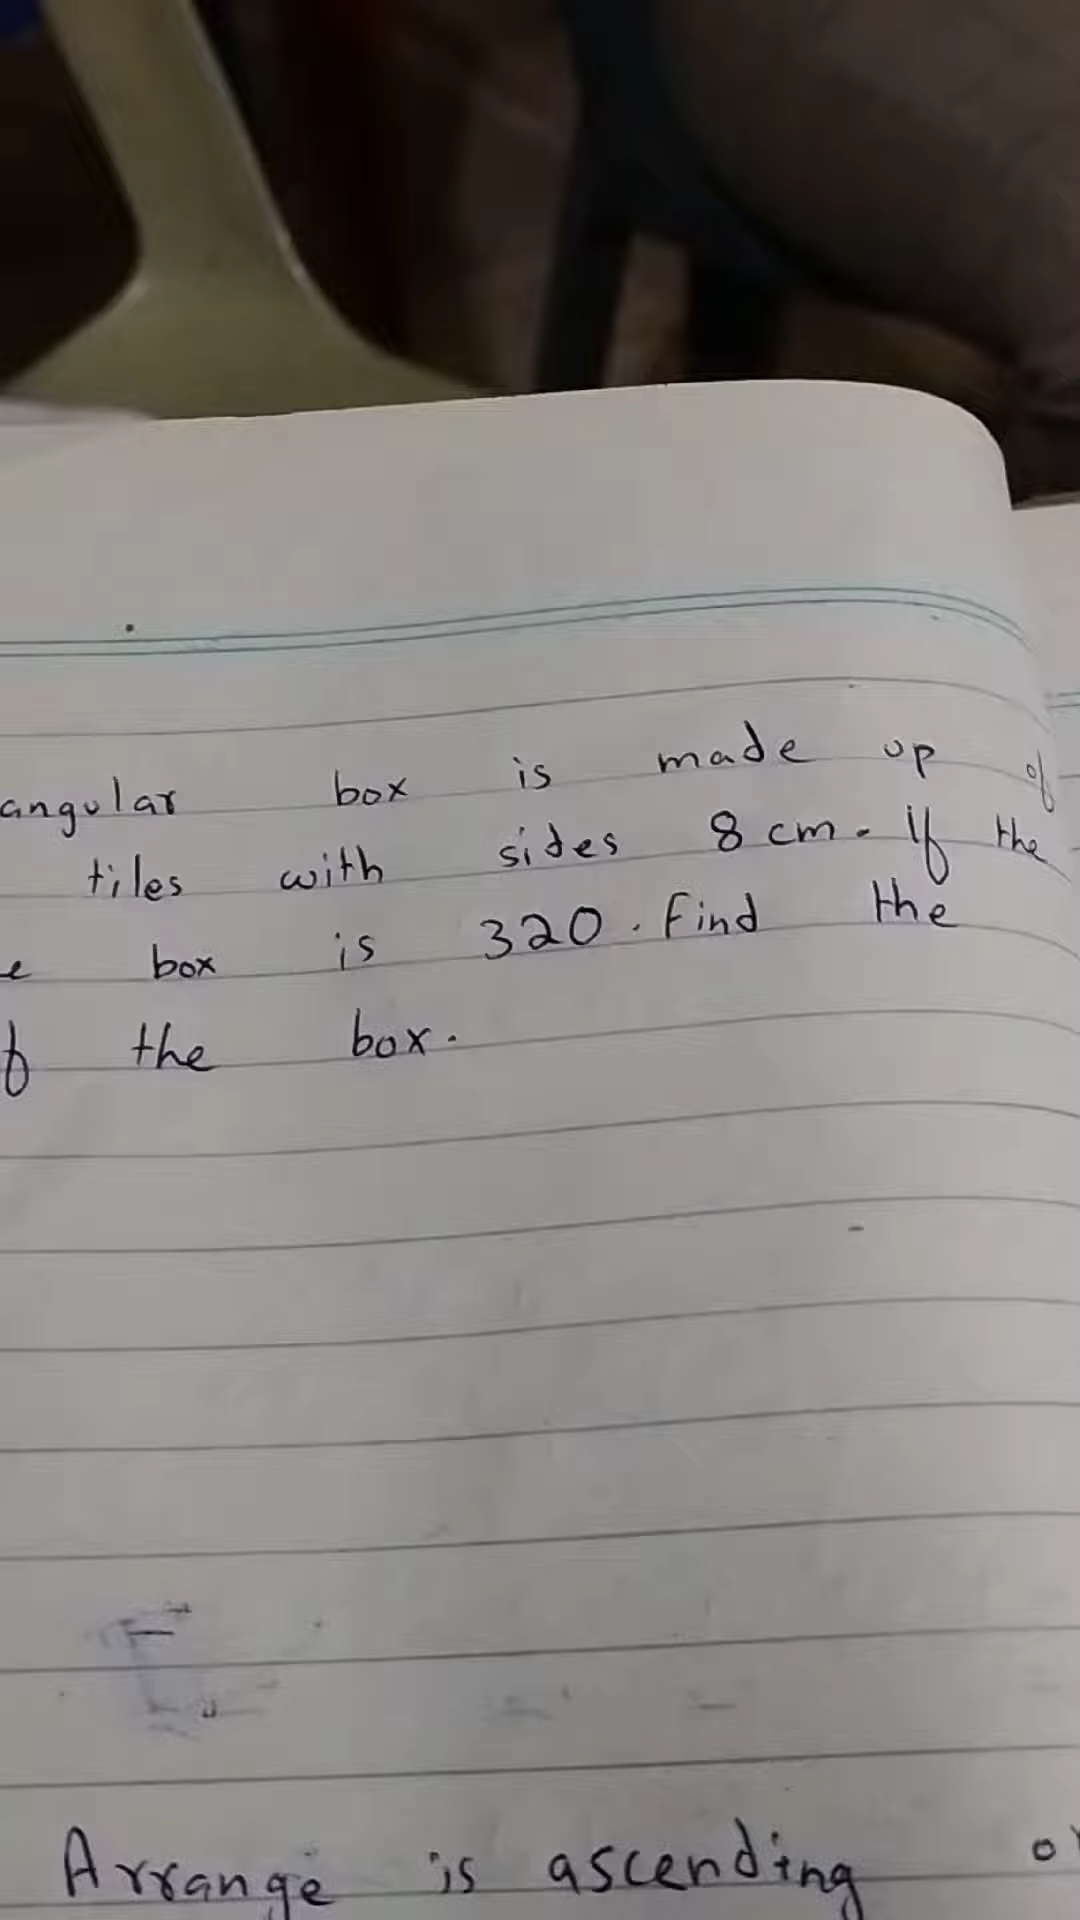 angular box is made up of
tiles with sides 8 cm. If the
e box is 320. Find the
f the box.
Arrange is ascending o